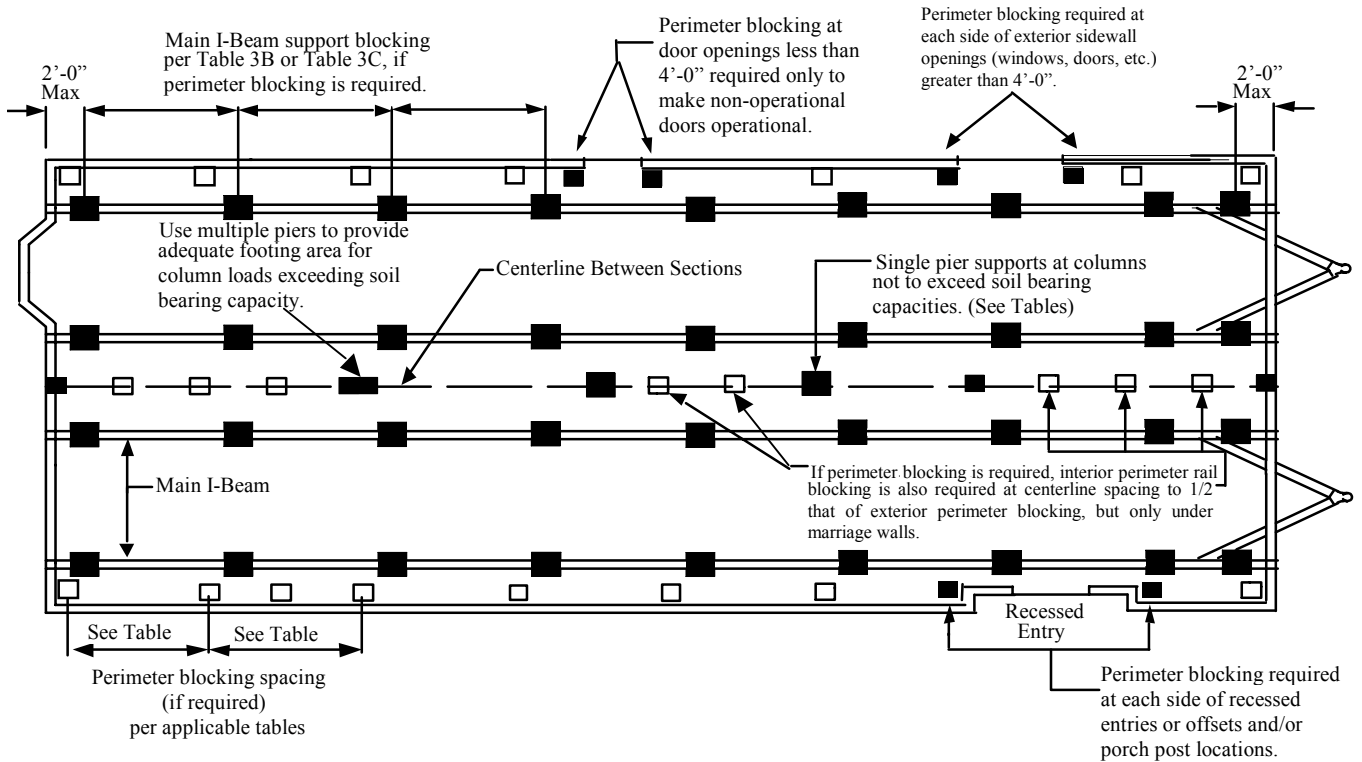 Main I-Beam support blocking
per Table 3B or Table 3C, if
perimeter blocking is required.
2’-0”
Max
Perimeter blocking at
door openings less than
4’-0” required only to
make non-operational
doors operational.
Perimeter blocking required at
each side of exterior sidewall
openings (windows, doors, etc.)
greater than 4’-0”.
2’-0”
Max
Use multiple piers to provide
adequate footing area for
column loads exceeding soil
bearing capacity.
Centerline Between Sections
Single pier supports at columns
not to exceed soil bearing
capacities. (See Tables)
Main I-Beam
If perimeter blocking is required, interior perimeter rail
blocking is also required at centerline spacing to 1/2
that of exterior perimeter blocking, but only under
marriage walls.
See Table
See Table
Perimeter blocking spacing
(if required)
per applicable tables
Recessed
Entry
Perimeter blocking required
at each side of recessed
entries or offsets and/or
porch post locations.